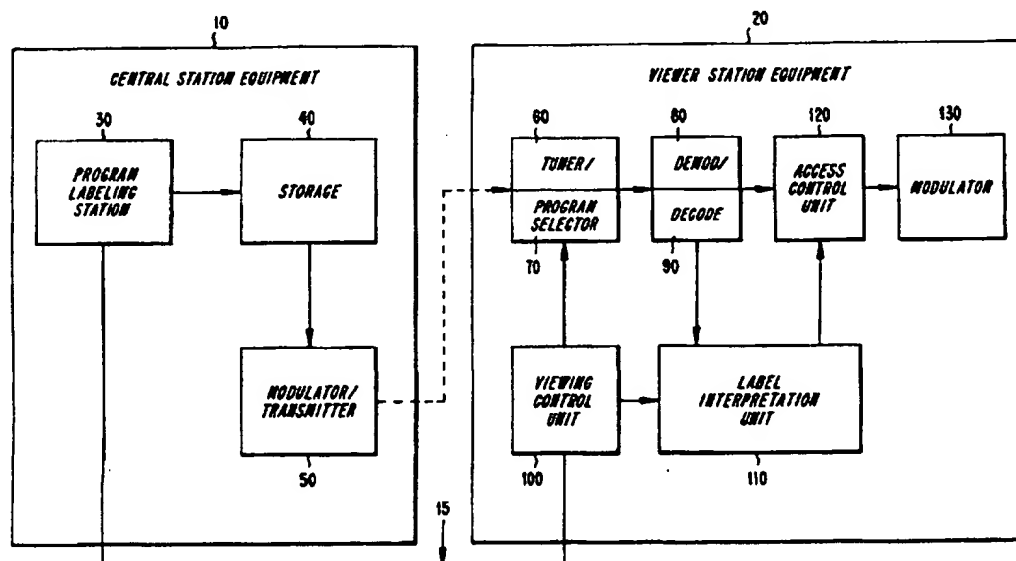 10
20
CENTRAL STATION EQUIPMENT
VIEWER STATION EQUIPMENT
30
40
60
80
120
130
PROGRAM
LABELING
STATION
STORAGE
TUNER/
PROGRAM
SELECTOR
DEMOD/
DECODE
ACCESS
CONTROL
UNIT
MODULATOR
70
90
MODULATOR/
TRANSMITTER
VIEWING
CONTROL
UNIT
LABEL
INTERPRETATION
UNIT
50
100
110
15